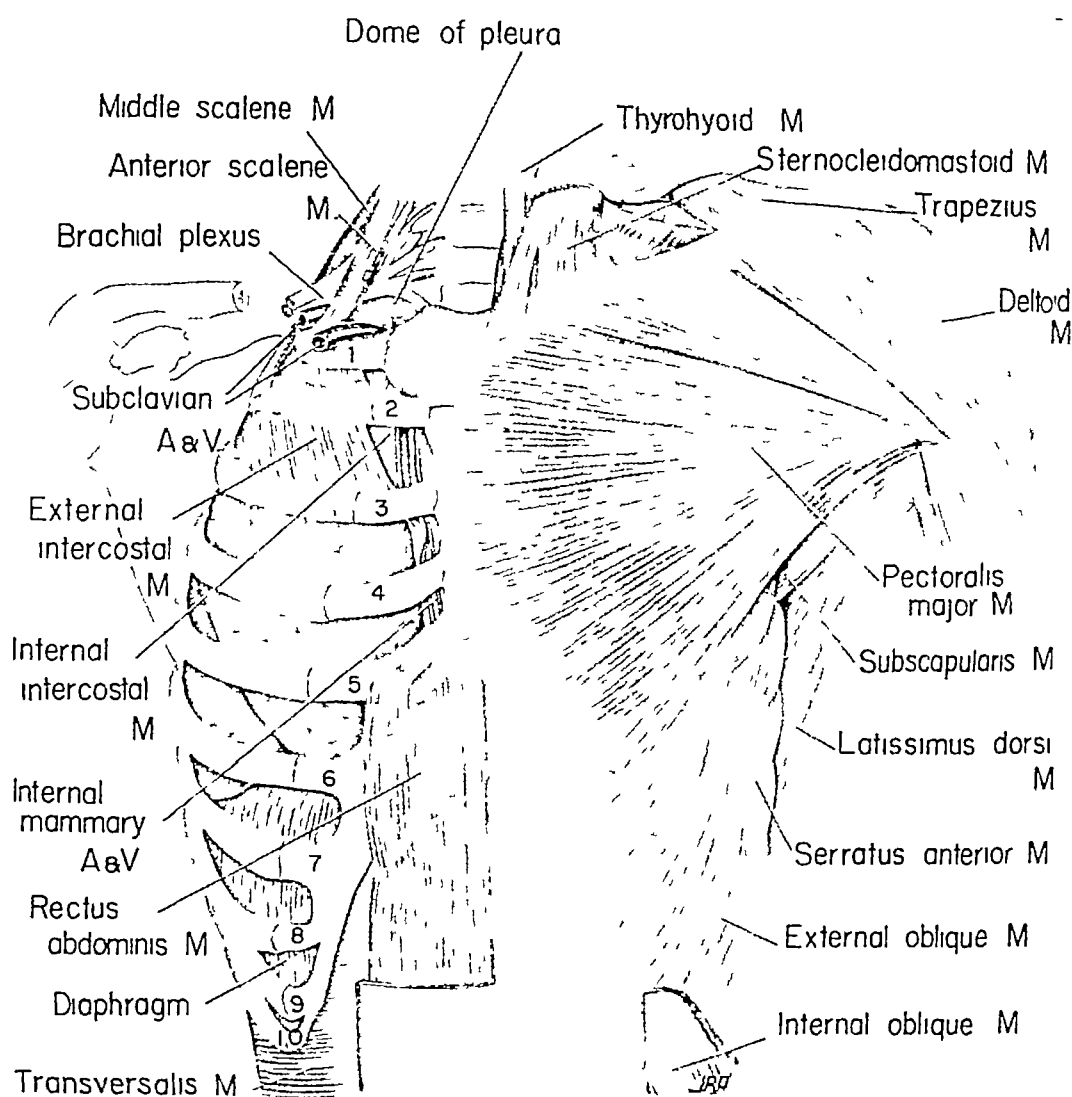 Dome of pleura
Middle scalene M
Anterior scalene
M
Brachial plexus
Subclavian
A&V
External
intercostal
M
Internal
intercostal
M
Internal
mammary
A&V
Rectus
abdominis M
Diaphragm
Transversalis M
1
2
3
4
5
6
7
8
9
10
Thyrohyoid M
Sternocleidomastoid M
Trapezius
M
Deltoid
M
Pectoralis
major M
Subscapularis M
Latissimus dorsi
M
Serratus anterior M
External oblique M
Internal oblique M